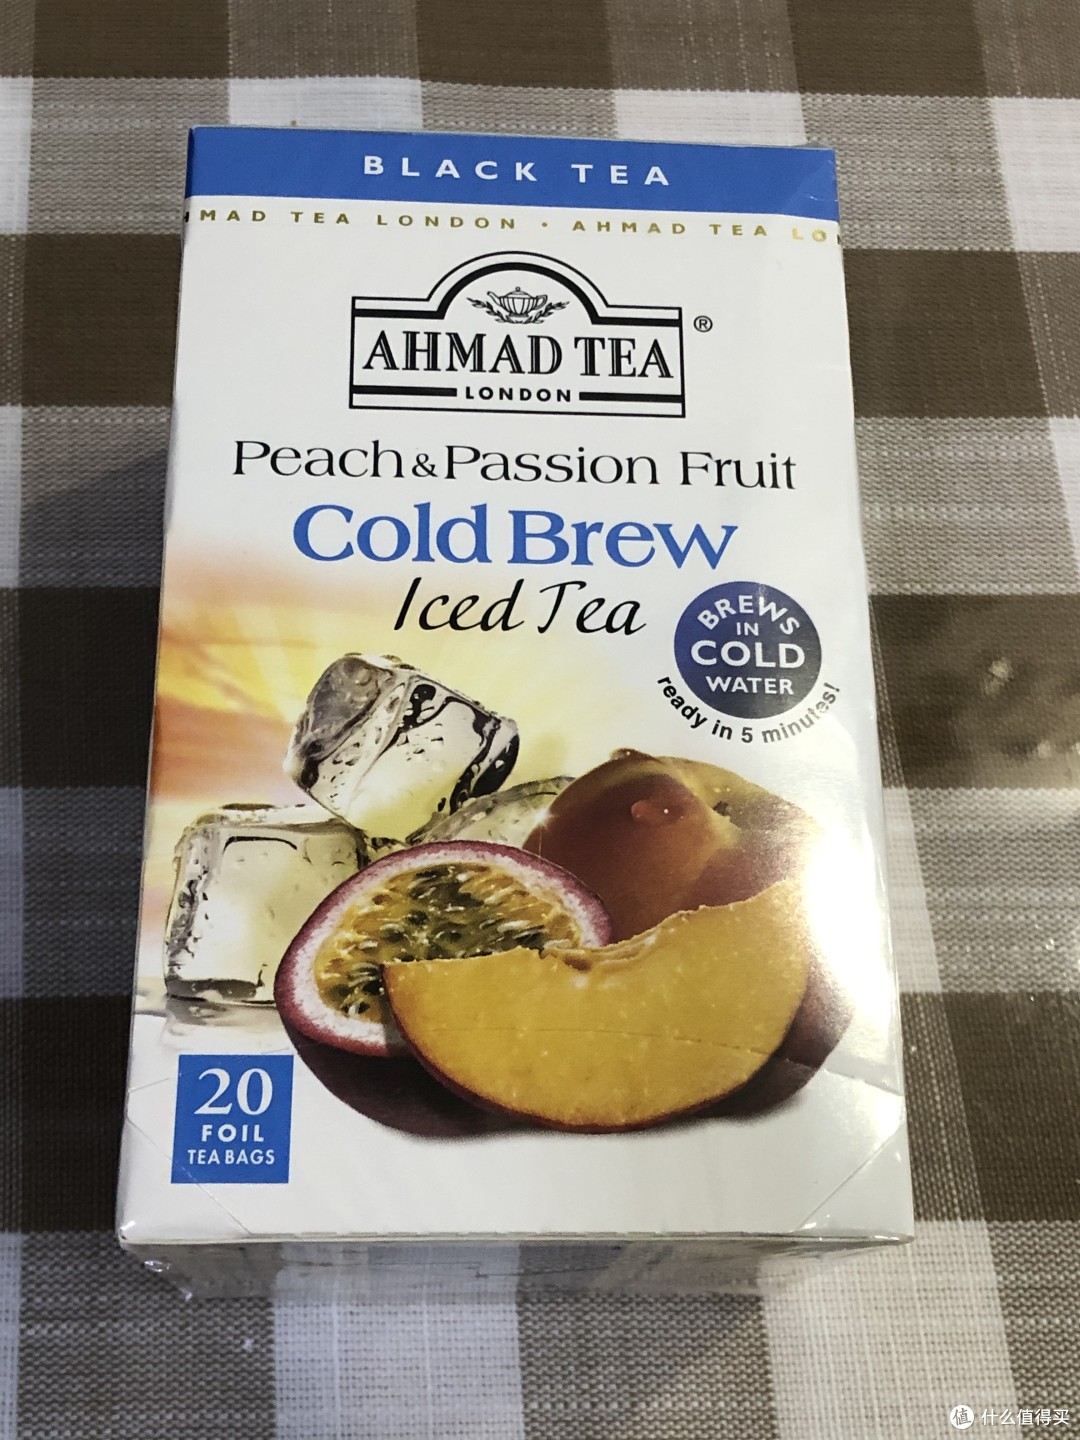 BLACK TEA
MAD TEA LONDON • AHMAD TEA LO
AHMAD TEA ®
LONDON
Peach & Passion Fruit
Cold Brew
Iced Tea
BREWS
IN
COLD
WATER
ready in 5 minutes!
20
FOIL
TEA BAGS
值 什么值得买